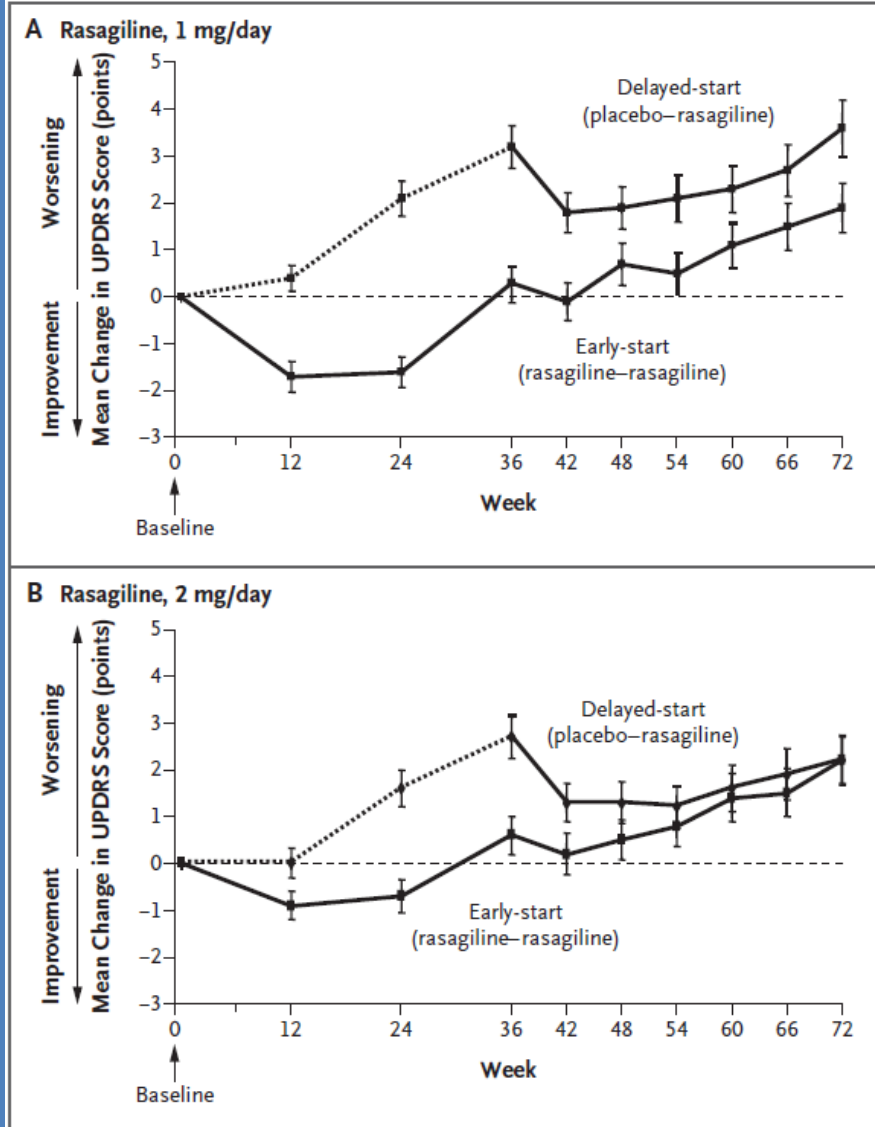 A Rasagiline, 1 mg/day
Worsening
Improvement
Mean Change in UPDRS Score (points)
5
4
3
2
1
0
−1
−2
−3
Delayed-start
(placebo–rasagiline)
Early-start
(rasagiline–rasagiline)
0 12 24 36 42 48 54 60 66 72
Week
Baseline
B Rasagiline, 2 mg/day
Worsening
Improvement
Mean Change in UPDRS Score (points)
5
4
3
2
1
0
−1
−2
−3
Delayed-start
(placebo–rasagiline)
Early-start
(rasagiline–rasagiline)
0 12 24 36 42 48 54 60 66 72
Week
Baseline